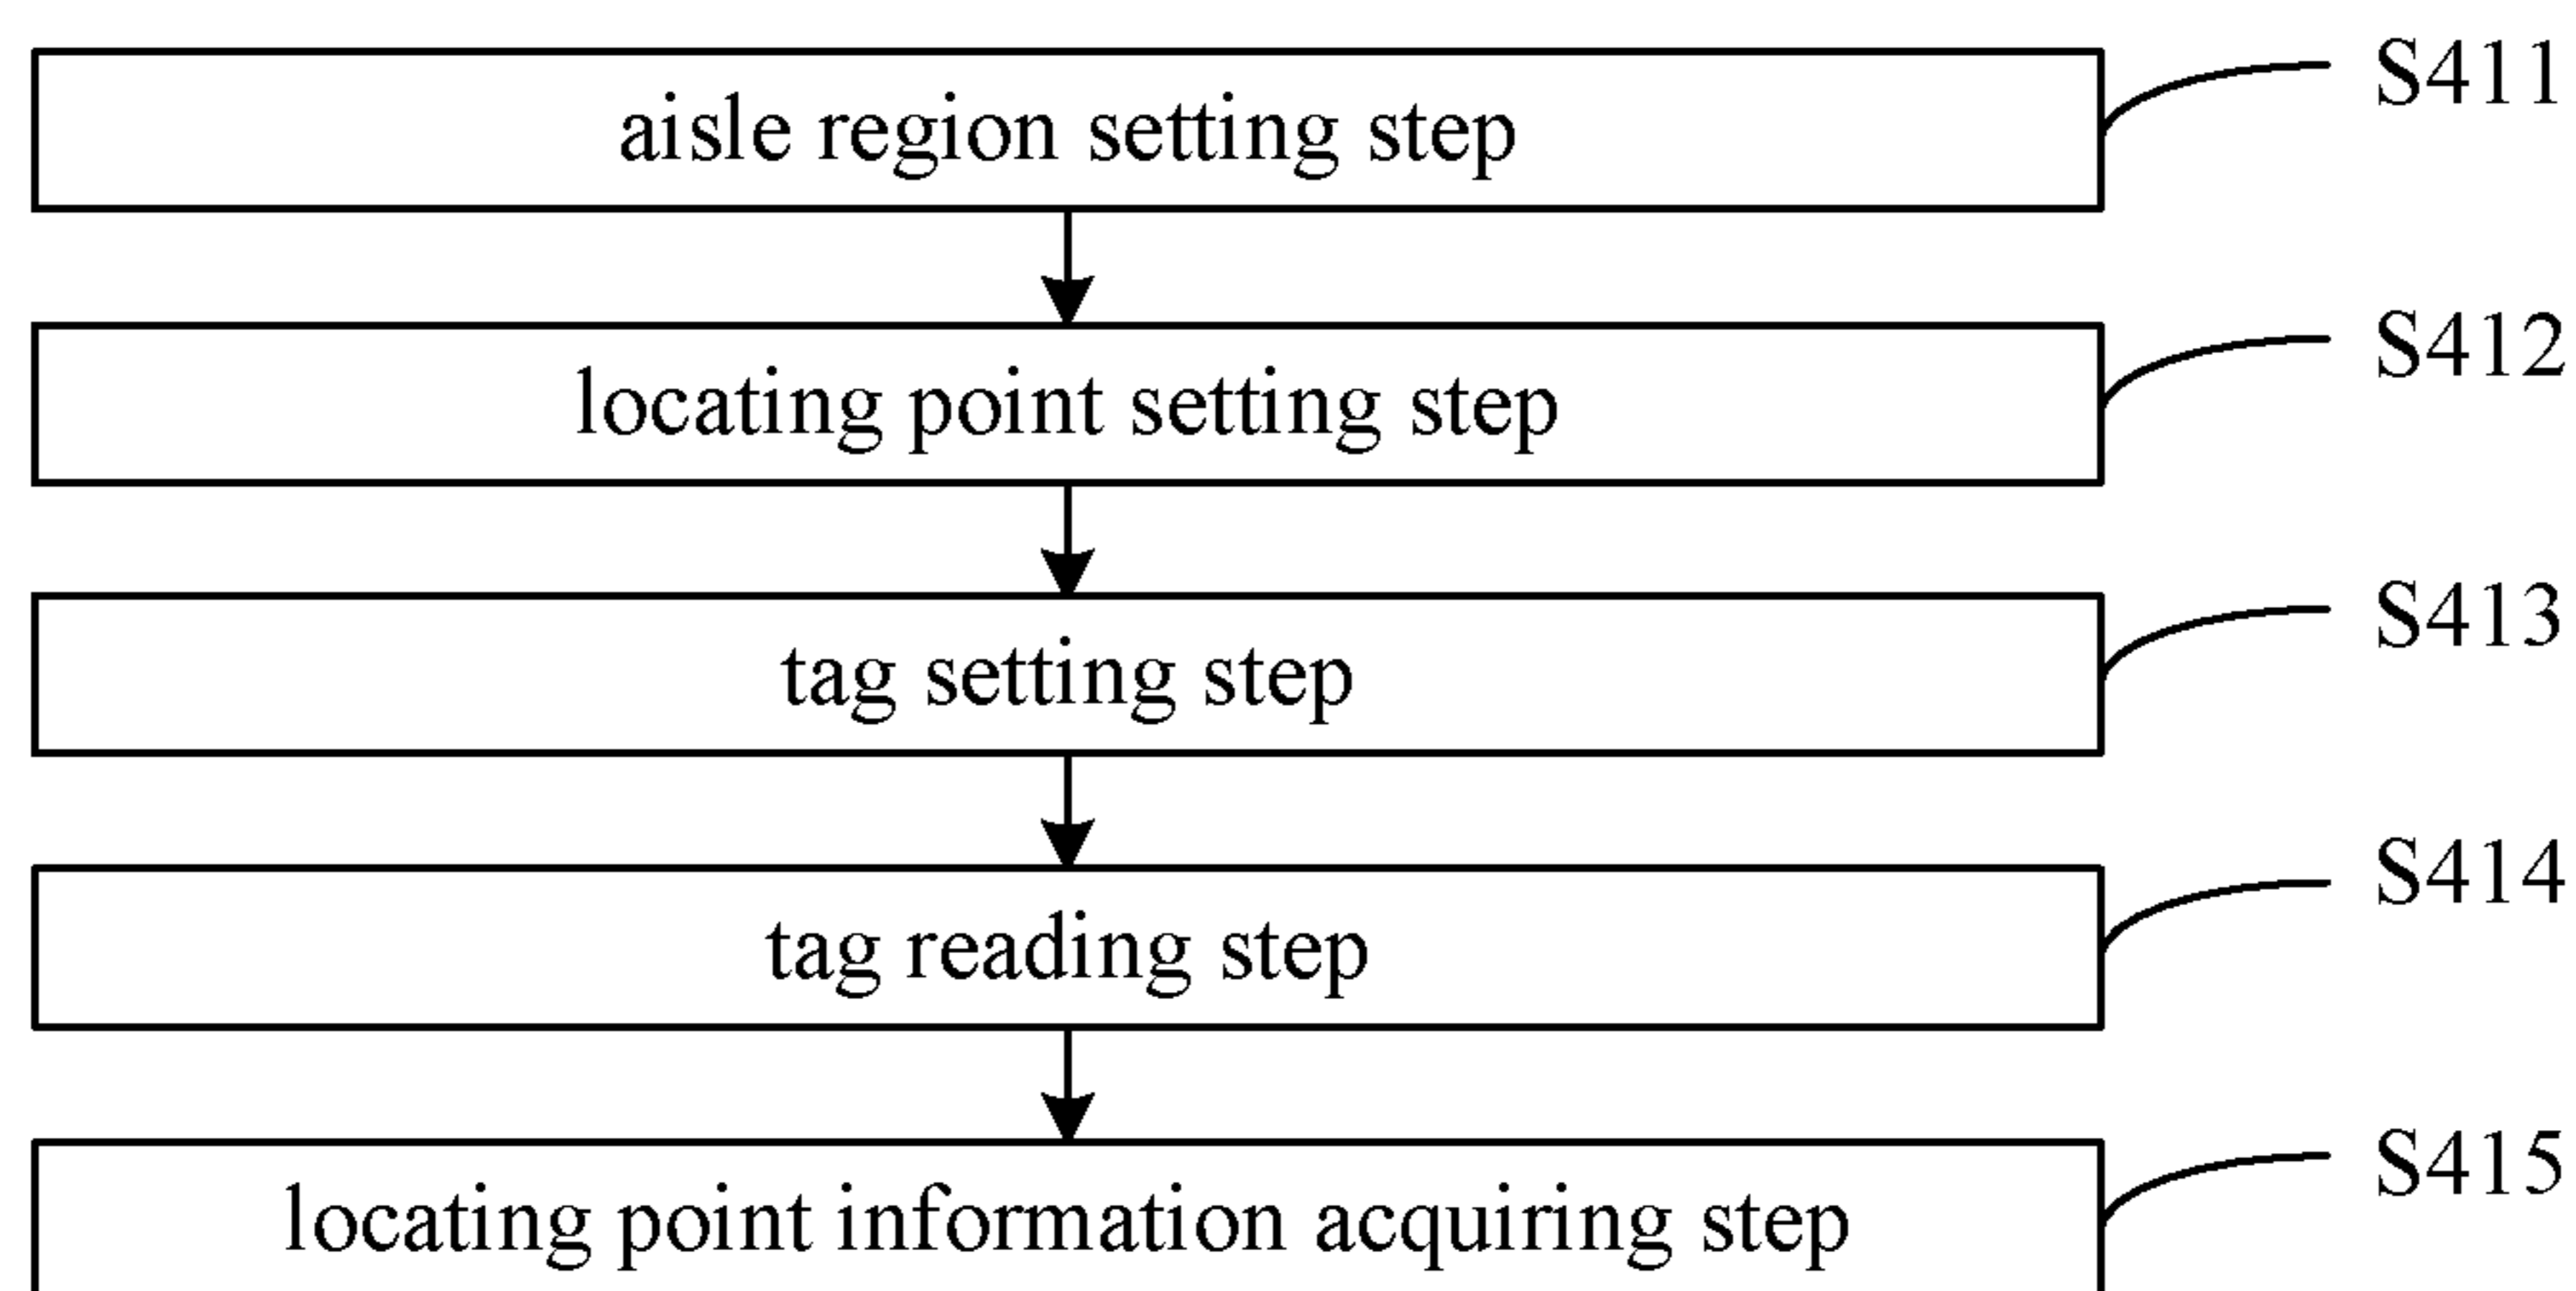 aisle region setting step S411
locating point setting step S412
tag setting step S413
tag reading step S414
locating point information acquiring step S415